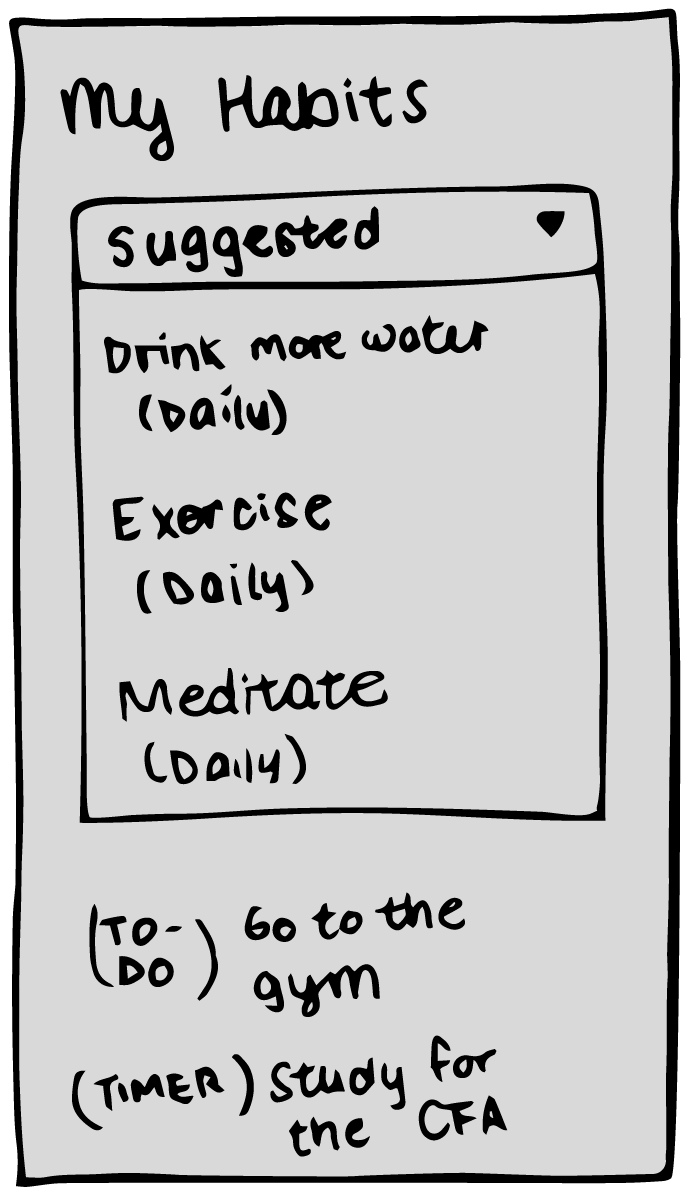 My Habits
Suggested
Drink more water
(Daily)
Exercise
(Daily)
Meditate
(Daily)
(TO-
DO) Go to the
gym
(TIMER) Study for
the CFA